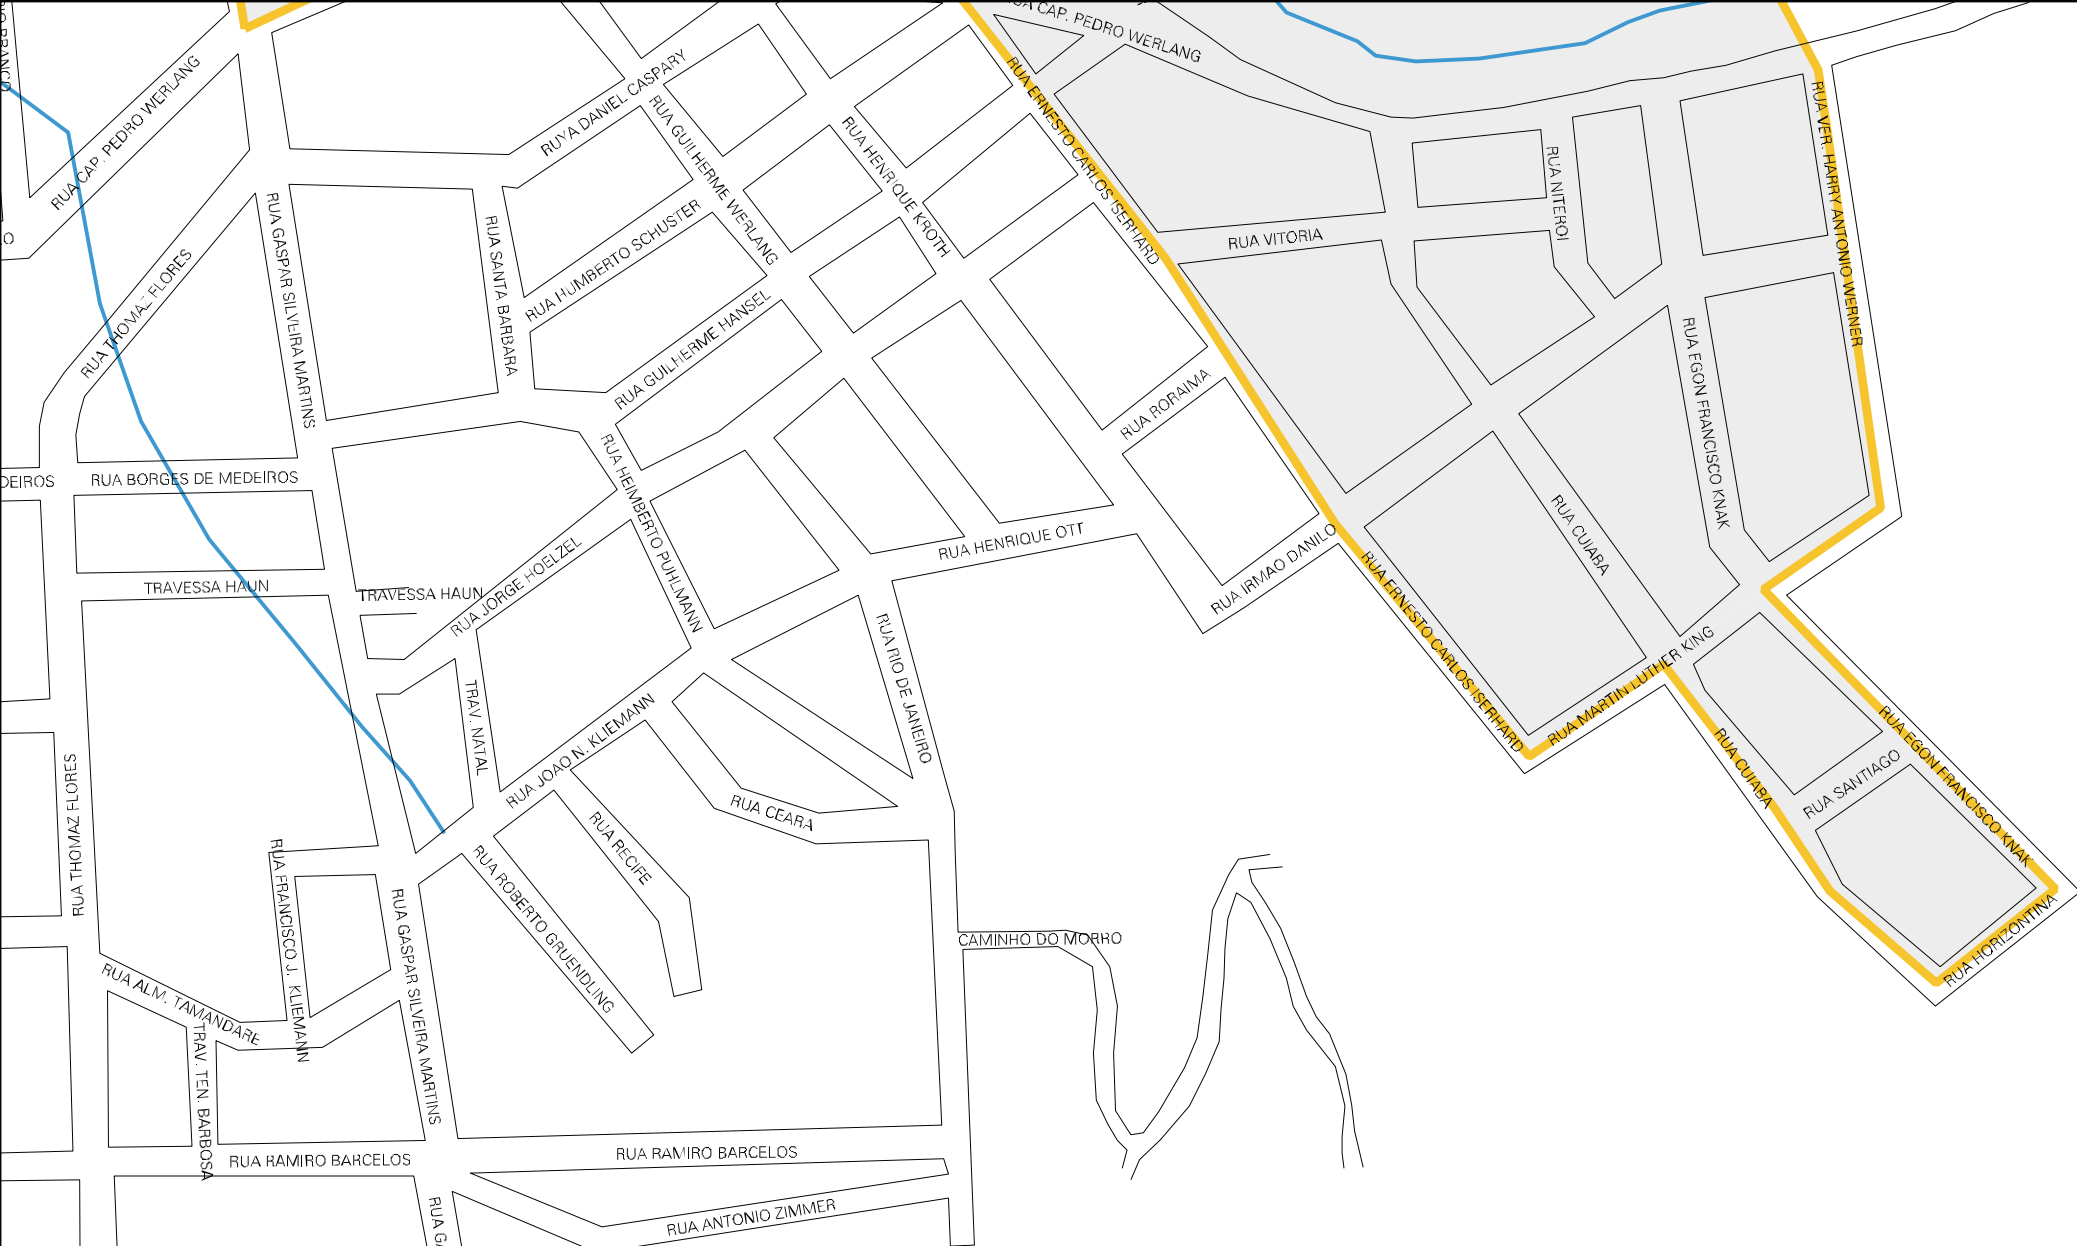 RUA CAP. PEDRO WERLANG
RUA CAP. PEDRO WERLANG
RUYA DANIEL CASPARY
RUA GUILHERME WERLANG
RUA HENRIQUE KROTH
RUA ERNESTO CARLOS ISERHARD
RUA VER. HARRY ANTONIO WERNER
RUA NITEROI
RUA VITORIA
RUA THOMAZ FLORES
RUA GASPAR SILVEIRA MARTINS
RUA SANTA BARBARA
RUA HUMBERTO SCHUSTER
RUA GUILHERME HANSEL
RUA RORAIMA
RUA EGON FRANCISCO KNAK
DEIROS
RUA BORGES DE MEDEIROS
RUA HEIMBERTO PUHLMANN
RUA HENRIQUE OTT
RUA IRMAO DANILO
RUA CUIABA
TRAVESSA HAUN
TRAVESSA HAUN
RUA JORGE HOELZEL
RUA ERNESTO CARLOS ISERHARD
RUA MARTIN LUTHER KING
RUA RIO DE JANEIRO
TRAV. NATAL
RUA JOAO N. KLIEMANN
RUA CEARA
RUA RECIFE
RUA CUIABA
RUA SANTIAGO
RUA EGON FRANCISCO KNAK
RUA HORIZONTINA
RUA THOMAZ FLORES
RUA FRANCISCO J. KLIEMANN
RUA GASPAR SILVEIRA MARTINS
RUA ROBERTO GRUENDLING
CAMINHO DO MORRO
RUA ALM. TAMANDARE
TRAV. TEN. BARBOSA
RUA RAMIRO BARCELOS
RUA RAMIRO BARCELOS
RUA ANTONIO ZIMMER
RUA GA